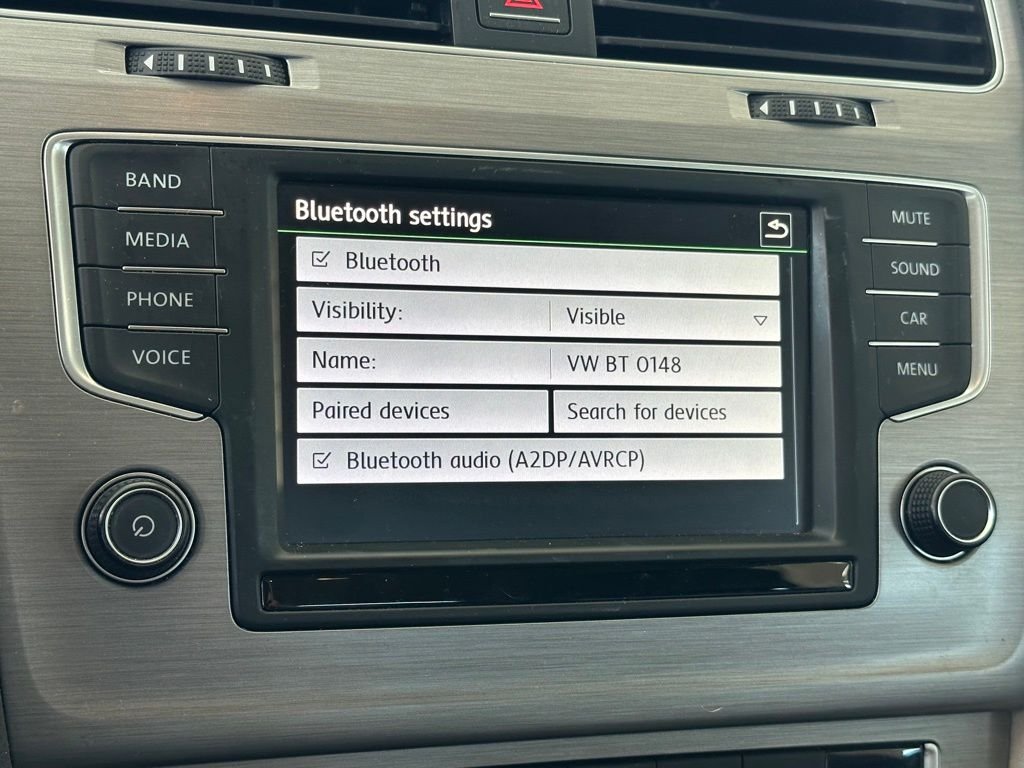 BAND
MEDIA
PHONE
VOICE
Bluetooth settings
Bluetooth
Visibility: Visible
Name: VW BT 0148
Paired devices Search for devices
Bluetooth audio (A2DP/AVRCP)
MUTE
SOUND
CAR
MENU